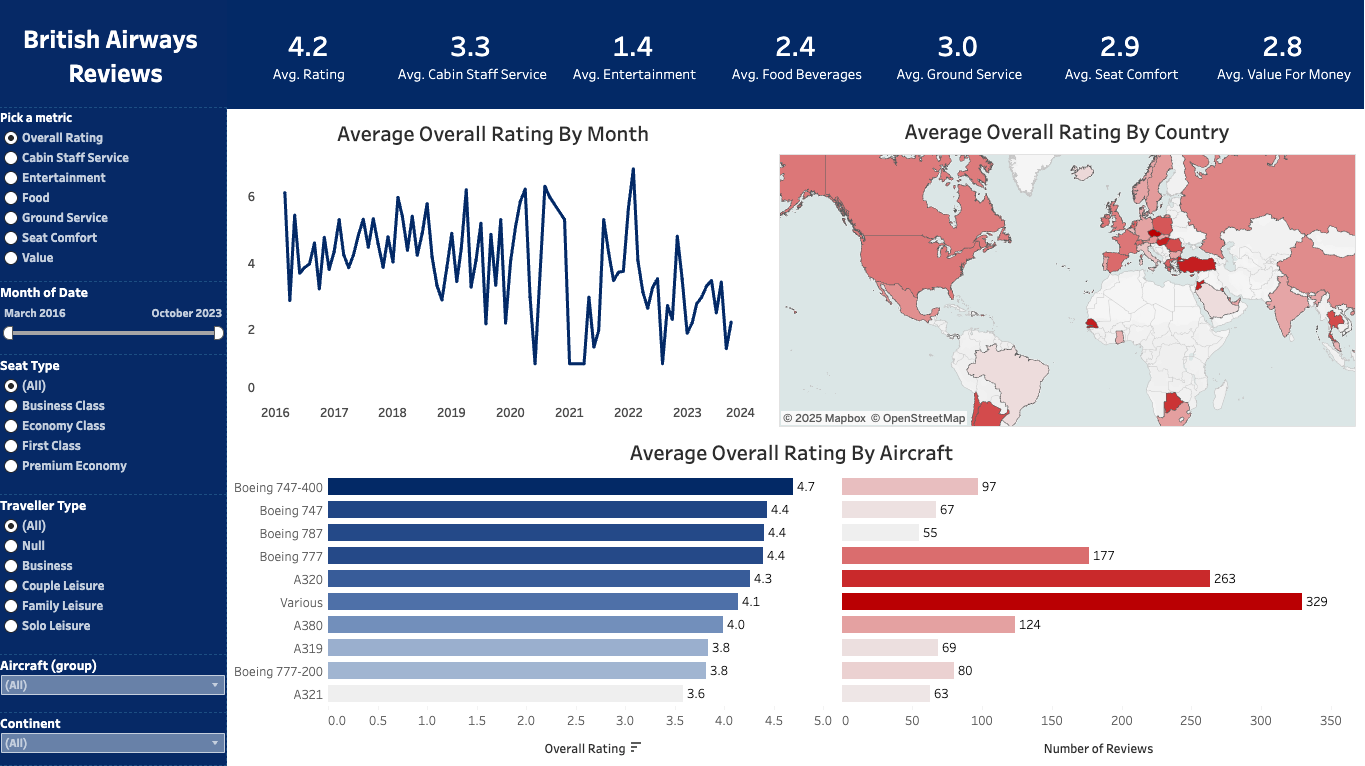 British Airways
Reviews
4.2
Avg. Rating
3.3
Avg. Cabin Staff Service
1.4
Avg. Entertainment
2.4
Avg. Food Beverages
3.0
Avg. Ground Service
2.9
Avg. Seat Comfort
2.8
Avg. Value For Money
Pick a metric
Overall Rating
Cabin Staff Service
Entertainment
Food
Ground Service
Seat Comfort
Value
Month of Date
March 2016 October 2023
Seat Type
(All)
Business Class
Economy Class
First Class
Premium Economy
Traveller Type
(All)
Null
Business
Couple Leisure
Family Leisure
Solo Leisure
Aircraft (group)
(All)
Continent
(All)
Average Overall Rating By Month
6
4
2
0
2016 2017 2018 2019 2020 2021 2022 2023 2024
Average Overall Rating By Country
© 2025 Mapbox © OpenStreetMap
Average Overall Rating By Aircraft
Boeing 747-400 4.7 97
Boeing 747 4.4 67
Boeing 787 4.4 55
Boeing 777 4.4 177
A320 4.3 263
Various 4.1 329
A380 4.0 124
A319 3.8 69
Boeing 777-200 3.8 80
A321 3.6 63
0.0 0.5 1.0 1.5 2.0 2.5 3.0 3.5 4.0 4.5 5.0 0 50 100 150 200 250 300 350
Overall Rating Number of Reviews